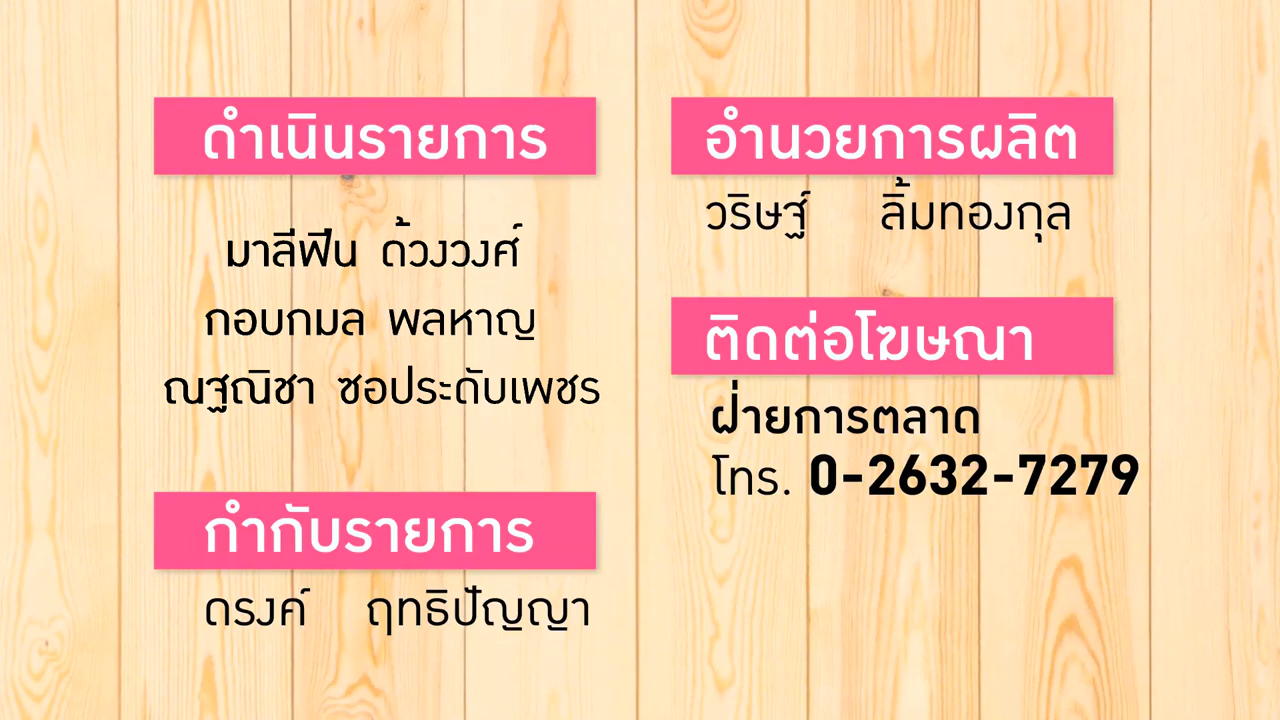 ดำเนินรายการ
มาลีฟีน ด้วงวงศ์
กอบกมล พลหาญ
ณฐณิชา ซอประดับเพชร
กำกับรายการ
ดรงค์ ฤทธิปัญญา
อำนวยการผลิต
วริษฐ์ ลิ้มทองกุล
ติดต่อโฆษณา
ฝ่ายการตลาด
โทร. 0-2632-7279